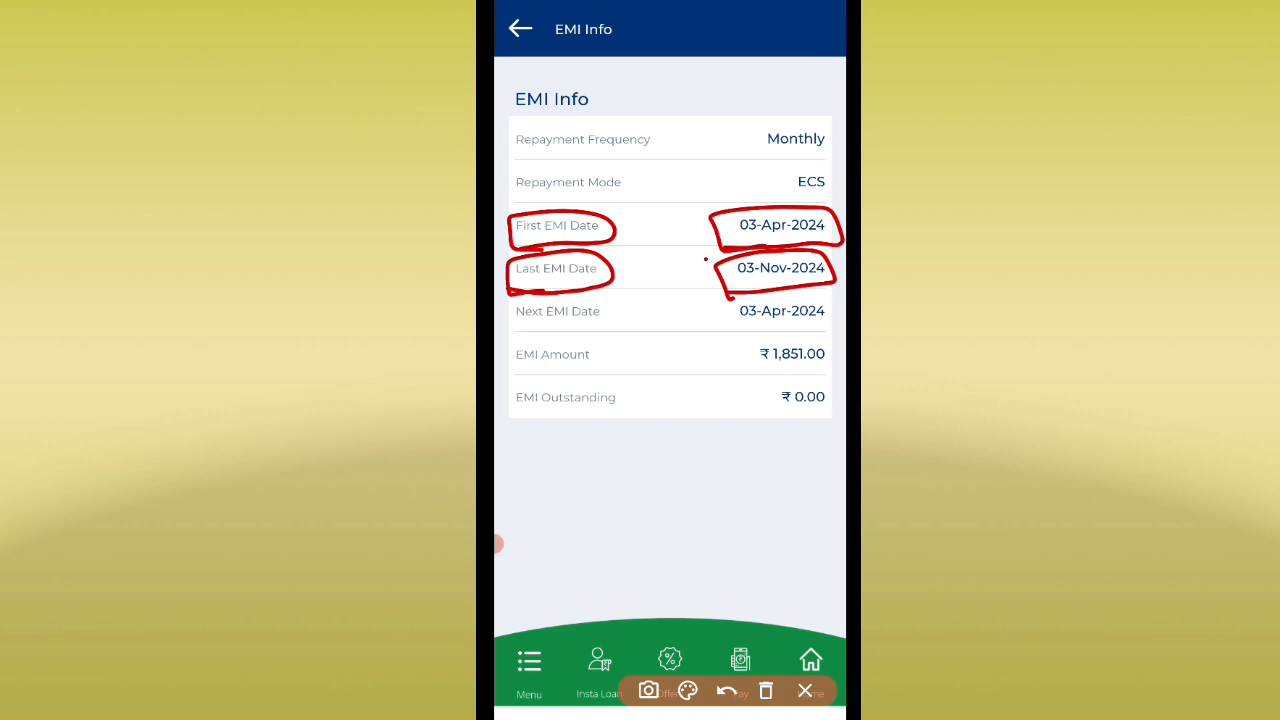 EMI Info
EMI Info
Repayment Frequency Monthly
Repayment Mode ECS
First EMI Date 03-Apr-2024
Last EMI Date 03-Nov-2024
Next EMI Date 03-Apr-2024
EMI Amount ₹ 1,851.00
EMI Outstanding ₹ 0.00
Menu Insta Loan